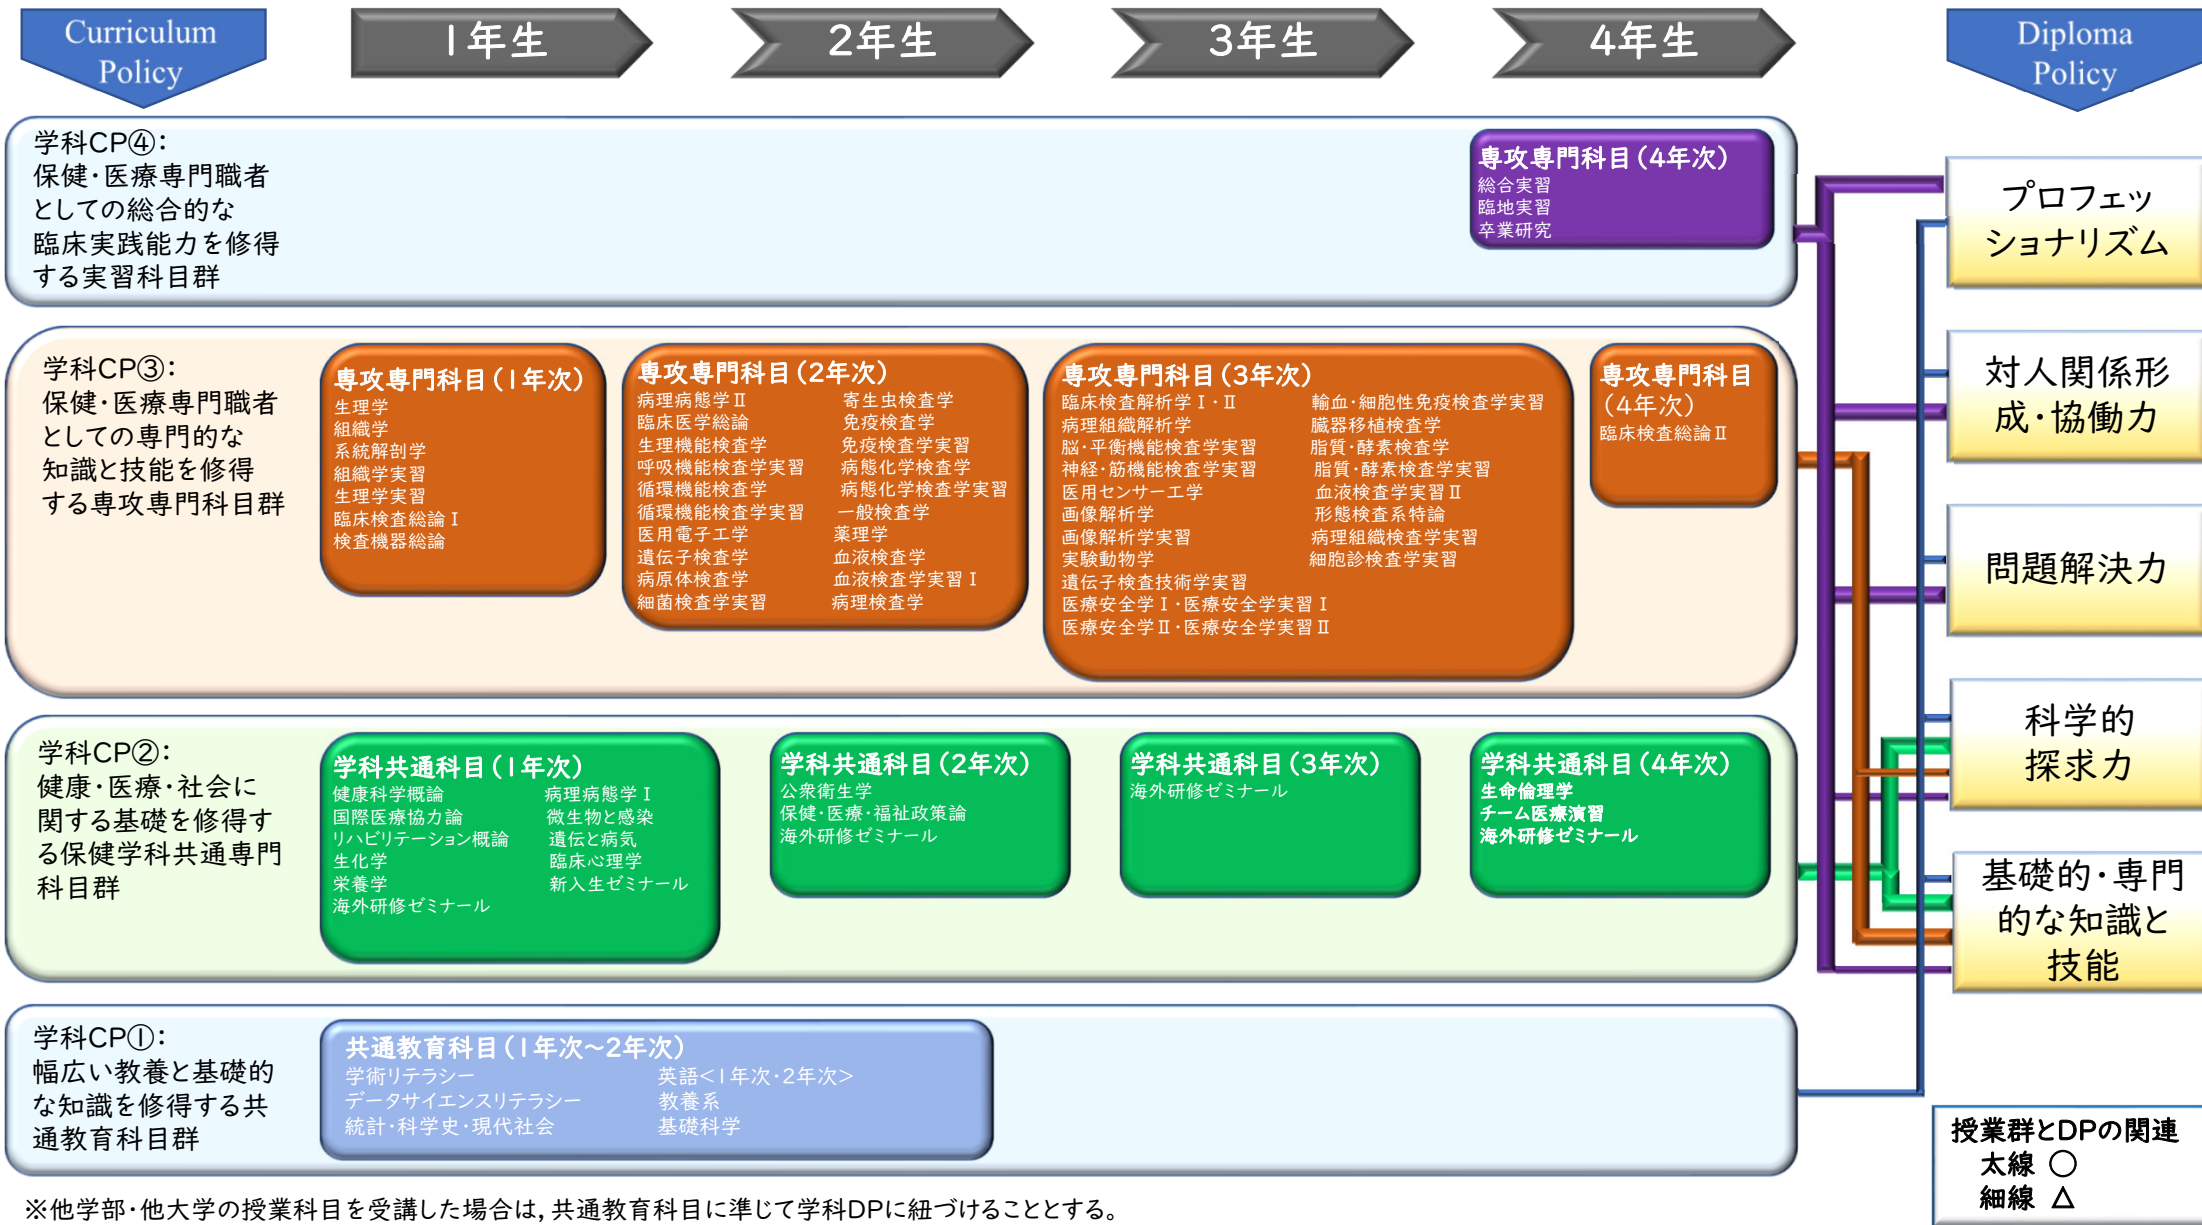 Curriculum
Policy
1年生
2年生
3年生
4年生
Diploma
Policy
学科CP④：
保健・医療専門職者
としての総合的な
臨床実践能力を修得
する実習科目群
専攻専門科目（4年次）
総合実習
臨地実習
卒業研究
学科CP③：
保健・医療専門職者
としての専門的な
知識と技能を修得
する専攻専門科目群
専攻専門科目（1年次）
生理学
組織学
系統解剖学
組織学実習
生理学実習
臨床検査総論Ⅰ
検査機器総論
専攻専門科目（2年次）
病理病態学Ⅱ
臨床医学総論
生理機能検査学
呼吸機能検査学実習
循環機能検査学
循環機能検査学実習
医用電子工学
遺伝子検査学
病原体検査学
細菌検査学実習
寄生虫検査学
免疫検査学
免疫検査学実習
病態化学検査学
病態化学検査学実習
一般検査学
薬理学
血液検査学
血液検査学実習Ⅰ
病理検査学
専攻専門科目（3年次）
臨床検査解析学Ⅰ・Ⅱ
病理組織解析学
脳・平衡機能検査学実習
神経・筋機能検査学実習
医用センサー工学
画像解析学
画像解析学実習
実験動物学
遺伝子検査技術学実習
医療安全学Ⅰ・医療安全学実習Ⅰ
医療安全学Ⅱ・医療安全学実習Ⅱ
輸血・細胞性免疫検査学実習
臓器移植検査学
脂質・酵素検査学
脂質・酵素検査学実習
血液検査学実習Ⅱ
形態検査系特論
病理組織検査学実習
細胞診検査学実習
専攻専門科目
（4年次）
臨床検査総論Ⅱ
学科CP②：
健康・医療・社会に
関する基礎を修得す
る保健学科共通専門
科目群
学科共通科目（1年次）
健康科学概論
国際医療協力論
リハビリテーション概論
生化学
栄養学
海外研修ゼミナール
病理病態学Ⅰ
微生物と感染
遺伝と病気
臨床心理学
新入生ゼミナール
学科共通科目（2年次）
公衆衛生学
保健・医療・福祉政策論
海外研修ゼミナール
学科共通科目（3年次）
海外研修ゼミナール
学科共通科目（4年次）
生命倫理学
チーム医療演習
海外研修ゼミナール
学科CP①：
幅広い教養と基礎的
な知識を修得する共
通教育科目群
共通教育科目（1年次～2年次）
学術リテラシー
データサイエンスリテラシー
統計・科学史・現代社会
英語<1年次・2年次>
教養系
基礎科学
プロフェッ
ショナリズム
対人関係形
成・協働力
問題解決力
科学的
探求力
基礎的・専門
的な知識と
技能
授業群とDPの関連
太線 ○
細線 △
※他学部・他大学の授業科目を受講した場合は，共通教育科目に準じて学科DPに紐づけることとする。